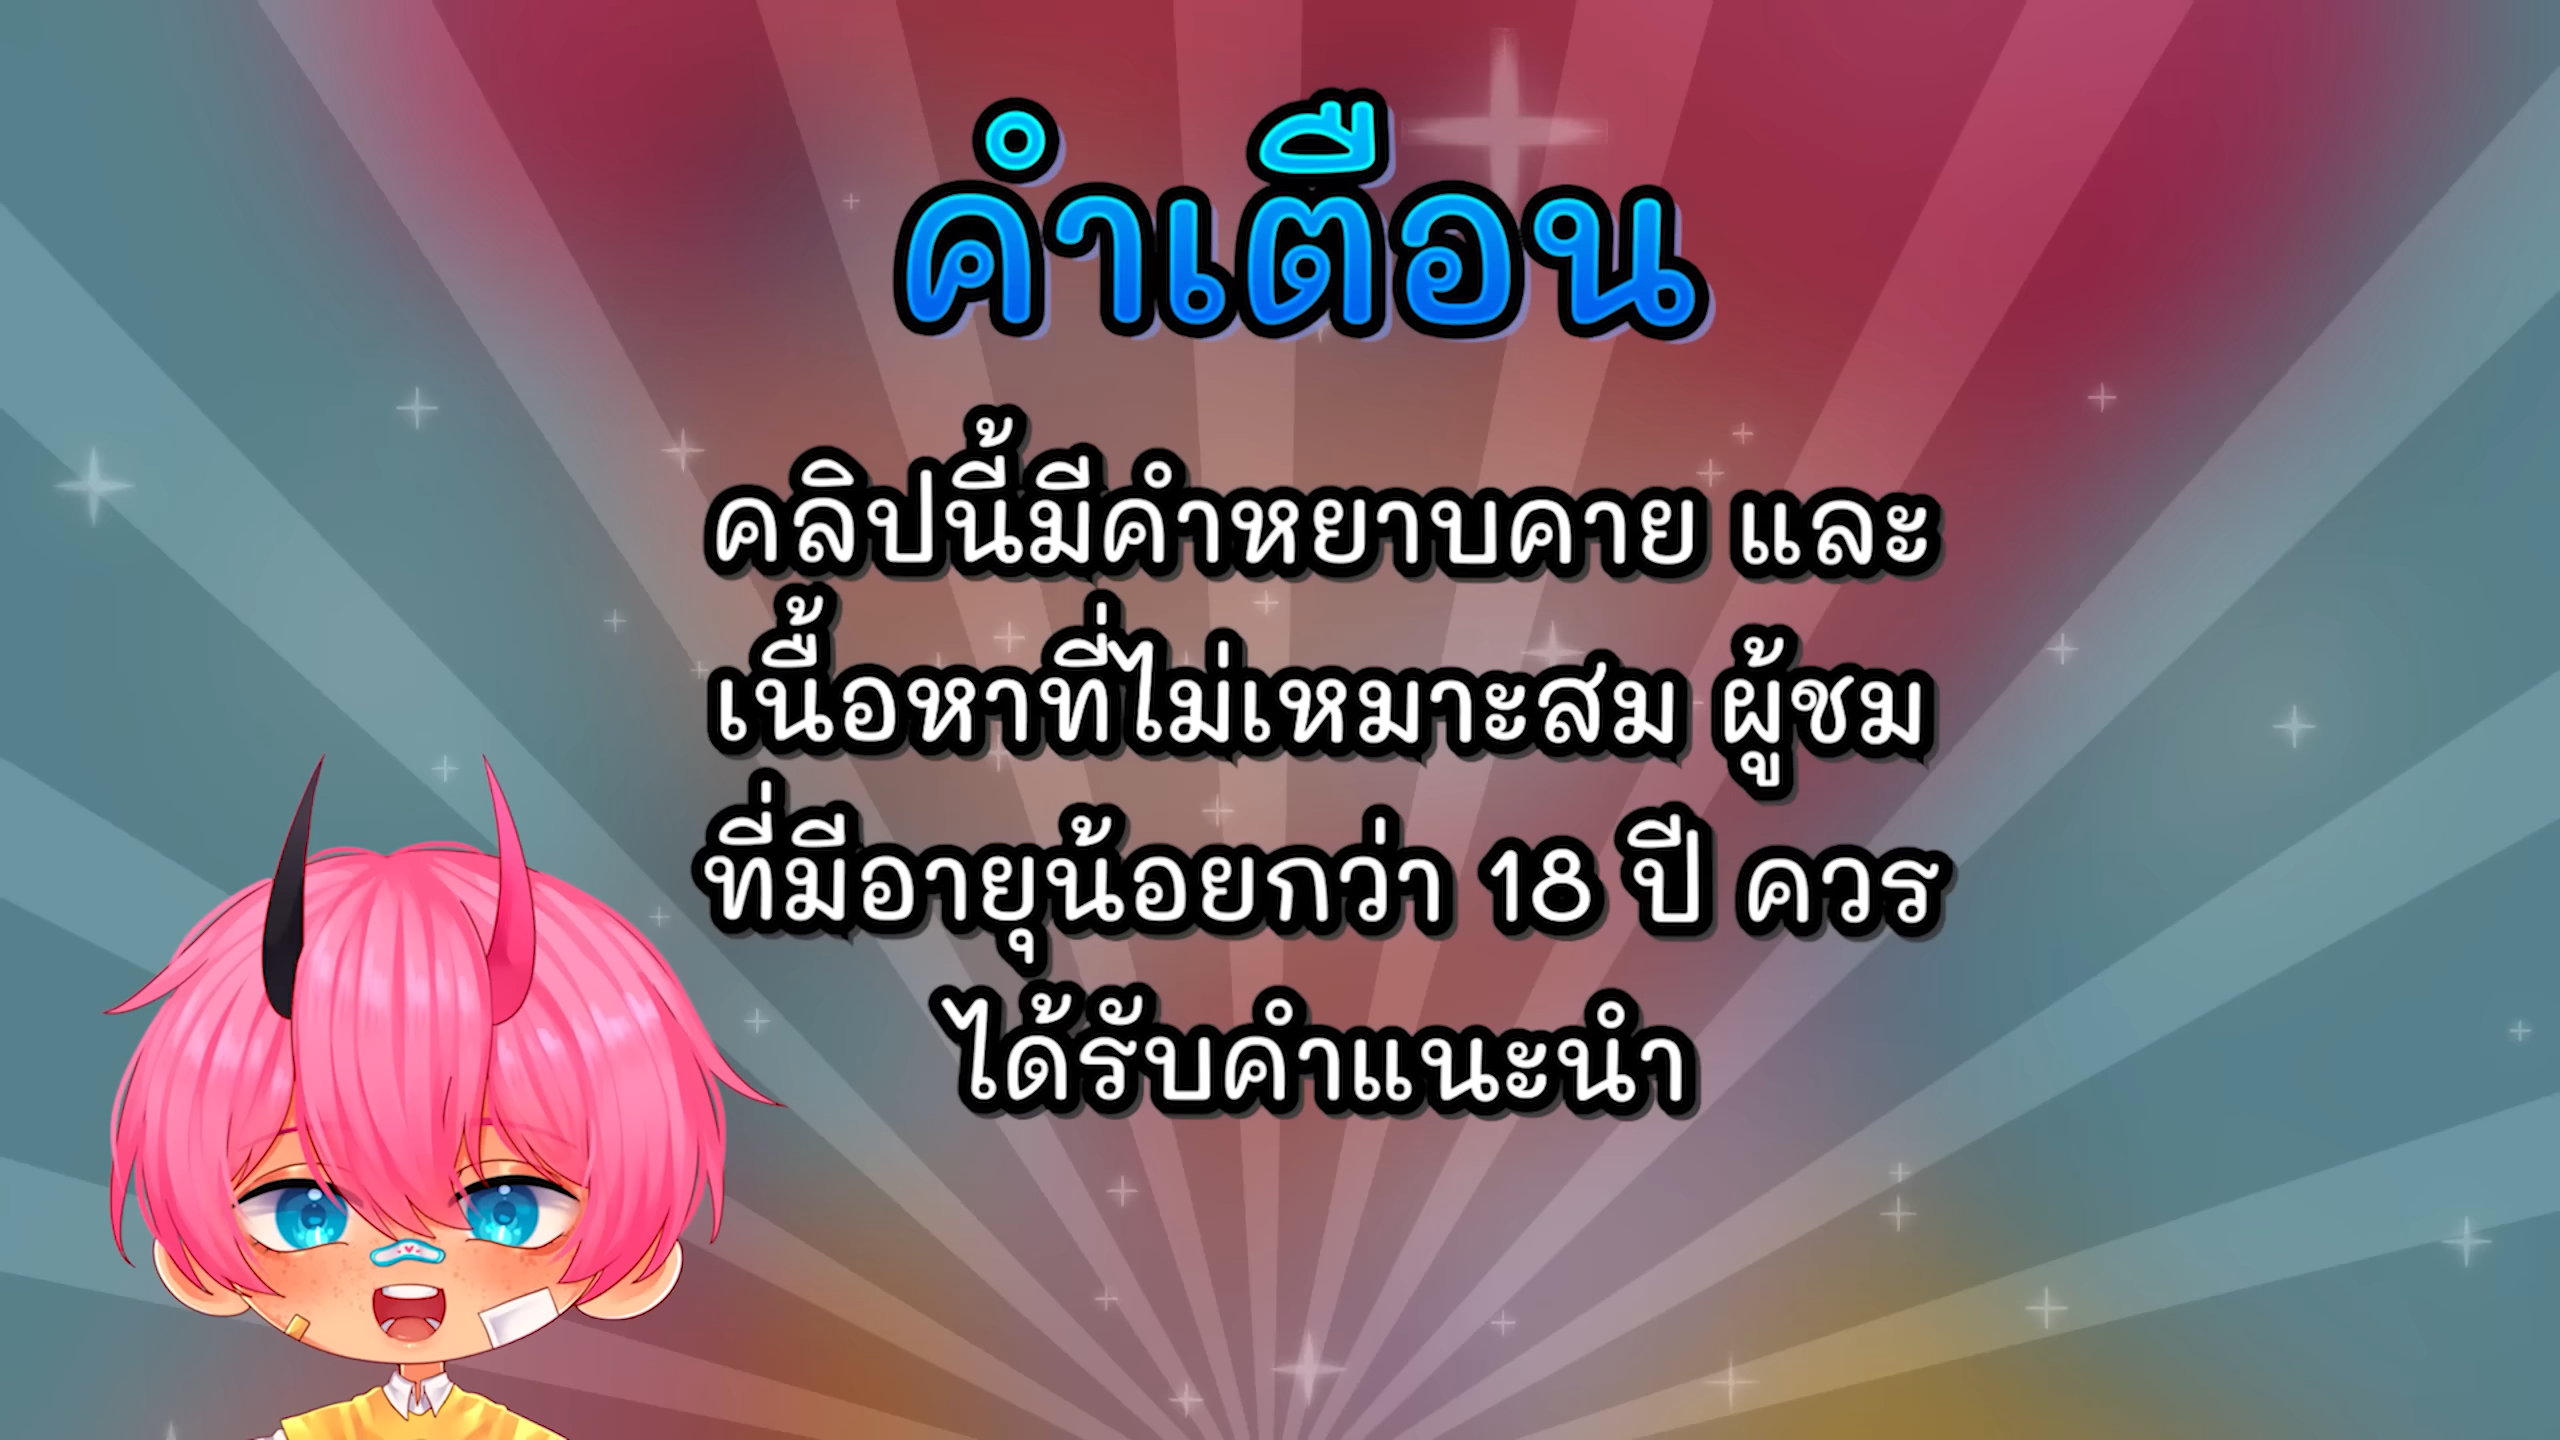 คำเตือน
คลิปนี้มีคำหยาบคาย และ
เนื้อหาที่ไม่เหมาะสม ผู้ชม
ที่มีอายุน้อยกว่า 18 ปี ควร
ได้รับคำแนะนำ